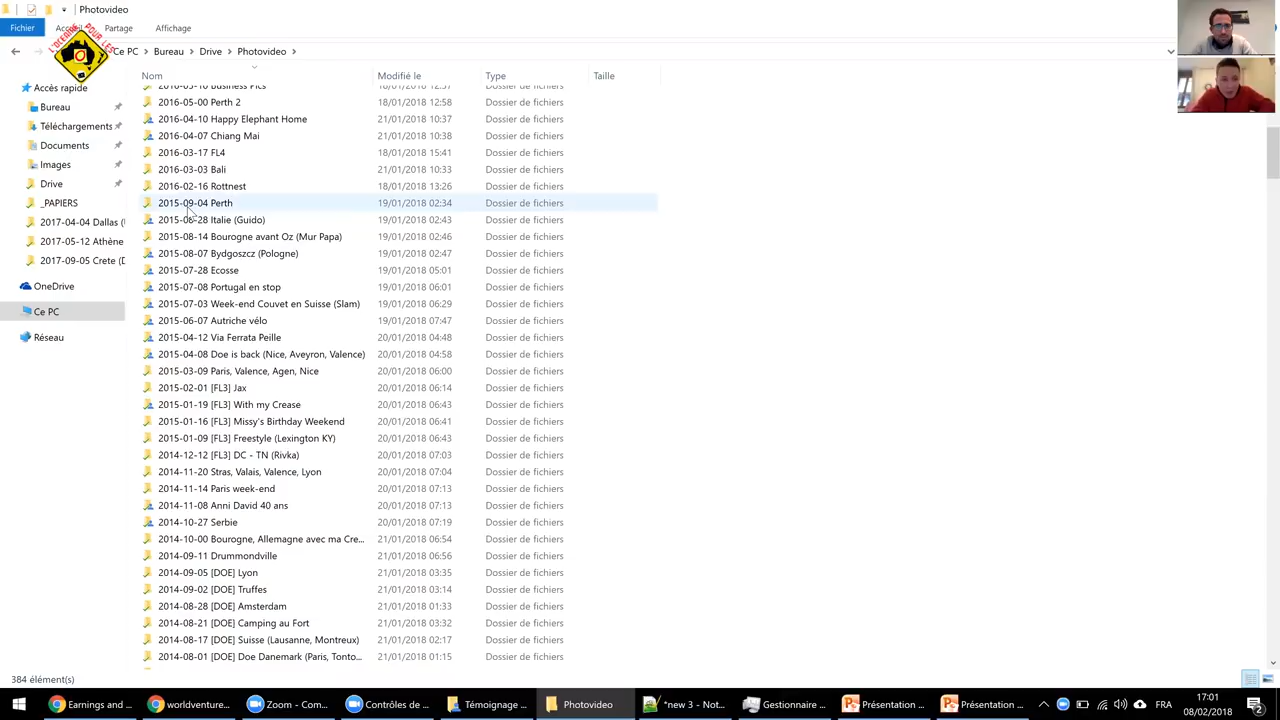 Photovideo
Fichier
Partage
Affichage
L'OCÉANIE POUR LES
Ce PC > Bureau > Drive > Photovideo >
Nom Modifié le Type Taille
Accès rapide
Bureau
Téléchargements
Documents
Images
Drive
_PAPIERS
2017-04-04 Dallas (
2017-05-12 Athène
2017-09-05 Crete (D
OneDrive
Ce PC
Réseau
2016-05-10 Business Pics 18/01/2018 12:57 Dossier de fichiers
2016-05-00 Perth 2 18/01/2018 12:58 Dossier de fichiers
2016-04-10 Happy Elephant Home 21/01/2018 10:37 Dossier de fichiers
2016-04-07 Chiang Mai 21/01/2018 10:38 Dossier de fichiers
2016-03-17 FL4 18/01/2018 15:41 Dossier de fichiers
2016-03-03 Bali 21/01/2018 10:33 Dossier de fichiers
2016-02-16 Rottnest 18/01/2018 13:26 Dossier de fichiers
2015-09-04 Perth 19/01/2018 02:34 Dossier de fichiers
2015-08-28 Italie (Guido) 19/01/2018 02:43 Dossier de fichiers
2015-08-14 Bourogne avant Oz (Mur Papa) 19/01/2018 02:46 Dossier de fichiers
2015-08-07 Bydgoszcz (Pologne) 19/01/2018 02:47 Dossier de fichiers
2015-07-28 Ecosse 19/01/2018 05:01 Dossier de fichiers
2015-07-08 Portugal en stop 19/01/2018 06:01 Dossier de fichiers
2015-07-03 Week-end Couvet en Suisse (Slam) 19/01/2018 06:29 Dossier de fichiers
2015-06-07 Autriche vélo 19/01/2018 07:47 Dossier de fichiers
2015-04-12 Via Ferrata Peille 20/01/2018 04:48 Dossier de fichiers
2015-04-08 Doe is back (Nice, Aveyron, Valence) 20/01/2018 04:58 Dossier de fichiers
2015-03-09 Paris, Valence, Agen, Nice 20/01/2018 06:00 Dossier de fichiers
2015-02-01 [FL3] Jax 20/01/2018 06:14 Dossier de fichiers
2015-01-19 [FL3] With my Crease 20/01/2018 06:43 Dossier de fichiers
2015-01-16 [FL3] Missy's Birthday Weekend 20/01/2018 06:41 Dossier de fichiers
2015-01-09 [FL3] Freestyle (Lexington KY) 20/01/2018 06:43 Dossier de fichiers
2014-12-12 [FL3] DC - TN (Rivka) 20/01/2018 07:03 Dossier de fichiers
2014-11-20 Stras, Valais, Valence, Lyon 20/01/2018 07:04 Dossier de fichiers
2014-11-14 Paris week-end 20/01/2018 07:13 Dossier de fichiers
2014-11-08 Anni David 40 ans 20/01/2018 07:13 Dossier de fichiers
2014-10-27 Serbie 20/01/2018 07:19 Dossier de fichiers
2014-10-00 Bourogne, Allemagne avec ma Cre... 21/01/2018 06:54 Dossier de fichiers
2014-09-11 Drummondville 21/01/2018 06:56 Dossier de fichiers
2014-09-05 [DOE] Lyon 21/01/2018 03:35 Dossier de fichiers
2014-09-02 [DOE] Truffes 21/01/2018 03:14 Dossier de fichiers
2014-08-28 [DOE] Amsterdam 21/01/2018 01:33 Dossier de fichiers
2014-08-21 [DOE] Camping au Fort 21/01/2018 03:32 Dossier de fichiers
2014-08-17 [DOE] Suisse (Lausanne, Montreux) 21/01/2018 02:17 Dossier de fichiers
2014-08-01 [DOE] Doe Danemark (Paris, Tonto... 21/01/2018 01:15 Dossier de fichiers
384 élément(s)
Earnings and ...
worldventure...
Zoom - Com...
Contrôles de ...
Témoignage ...
Photovideo
*new 3 - Not...
Gestionnaire ...
Présentation ...
Présentation ...
FRA
17:01
08/02/2018
2